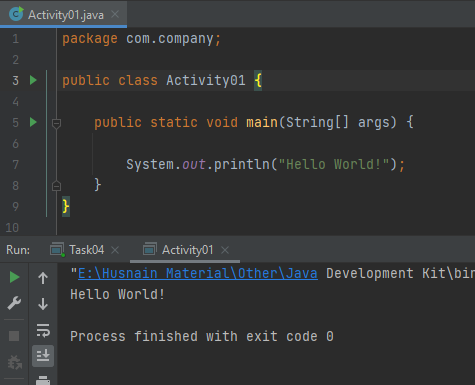 Activity01.java
1 package com.company;
2
3 public class Activity01 {
4
5 public static void main(String[] args) {
6
7 System.out.println("Hello World!");
8 }
9 }
10
Run: Task04 Activity01
"E:\Husnain Material\Other\Java Development Kit\bin
Hello World!
Process finished with exit code 0